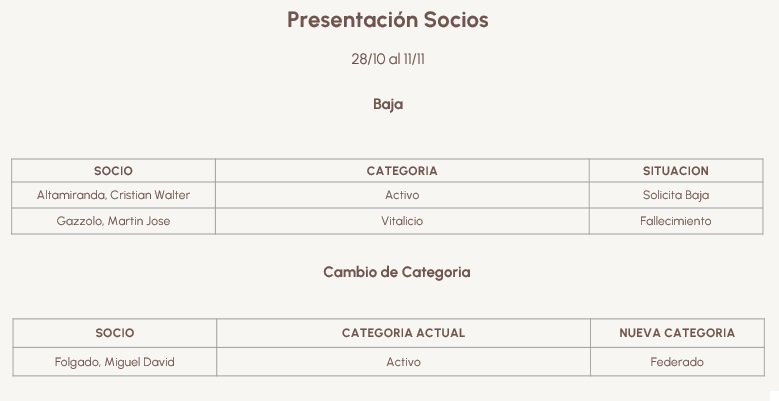 Presentación Socios
28/10 al 11/11
Baja
SOCIO CATEGORIA SITUACION
Altamiranda, Cristian Walter Activo Solicita Baja
Gazzolo, Martin Jose Vitalicio Fallecimiento
Cambio de Categoria
SOCIO CATEGORIA ACTUAL NUEVA CATEGORIA
Folgado, Miguel David Activo Federado